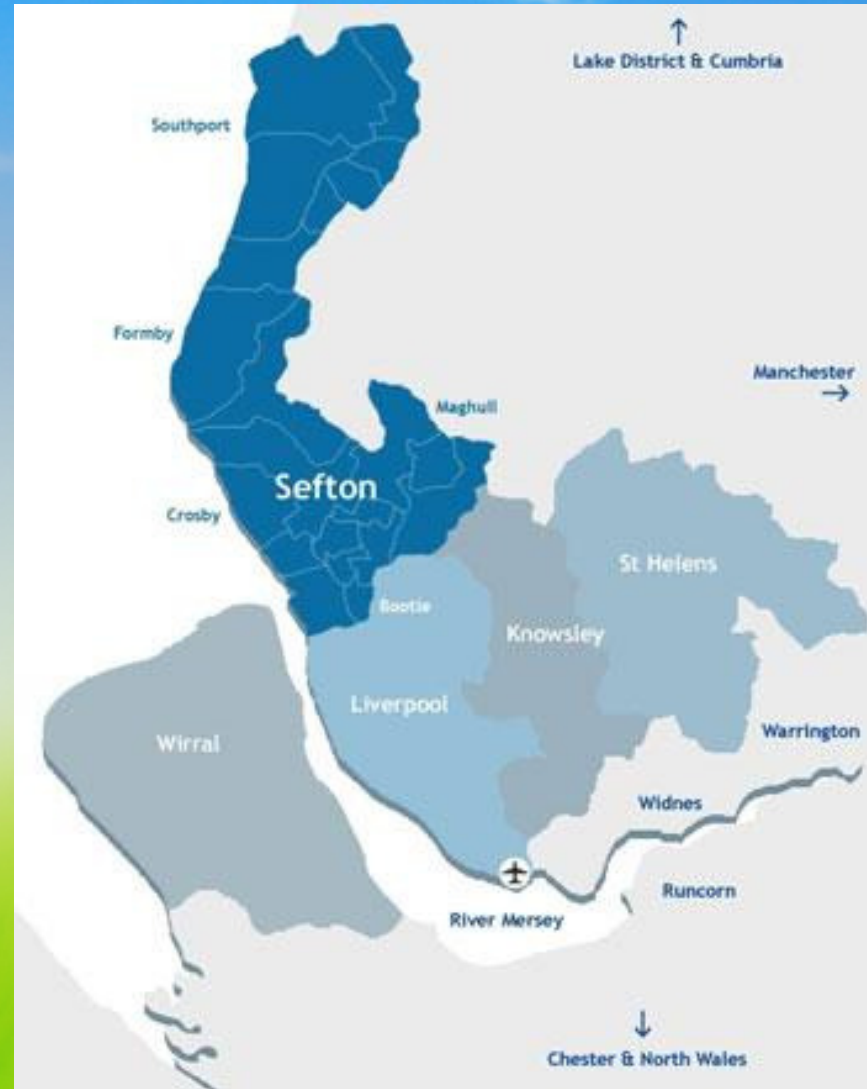 ↑
Lake District & Cumbria
Southport
Formby
Manchester
→
Maghull
Sefton
Crosby
St Helens
Bootle
Knowsley
Liverpool
Wirral
Warrington
Widnes
Runcorn
River Mersey
↓
Chester & North Wales